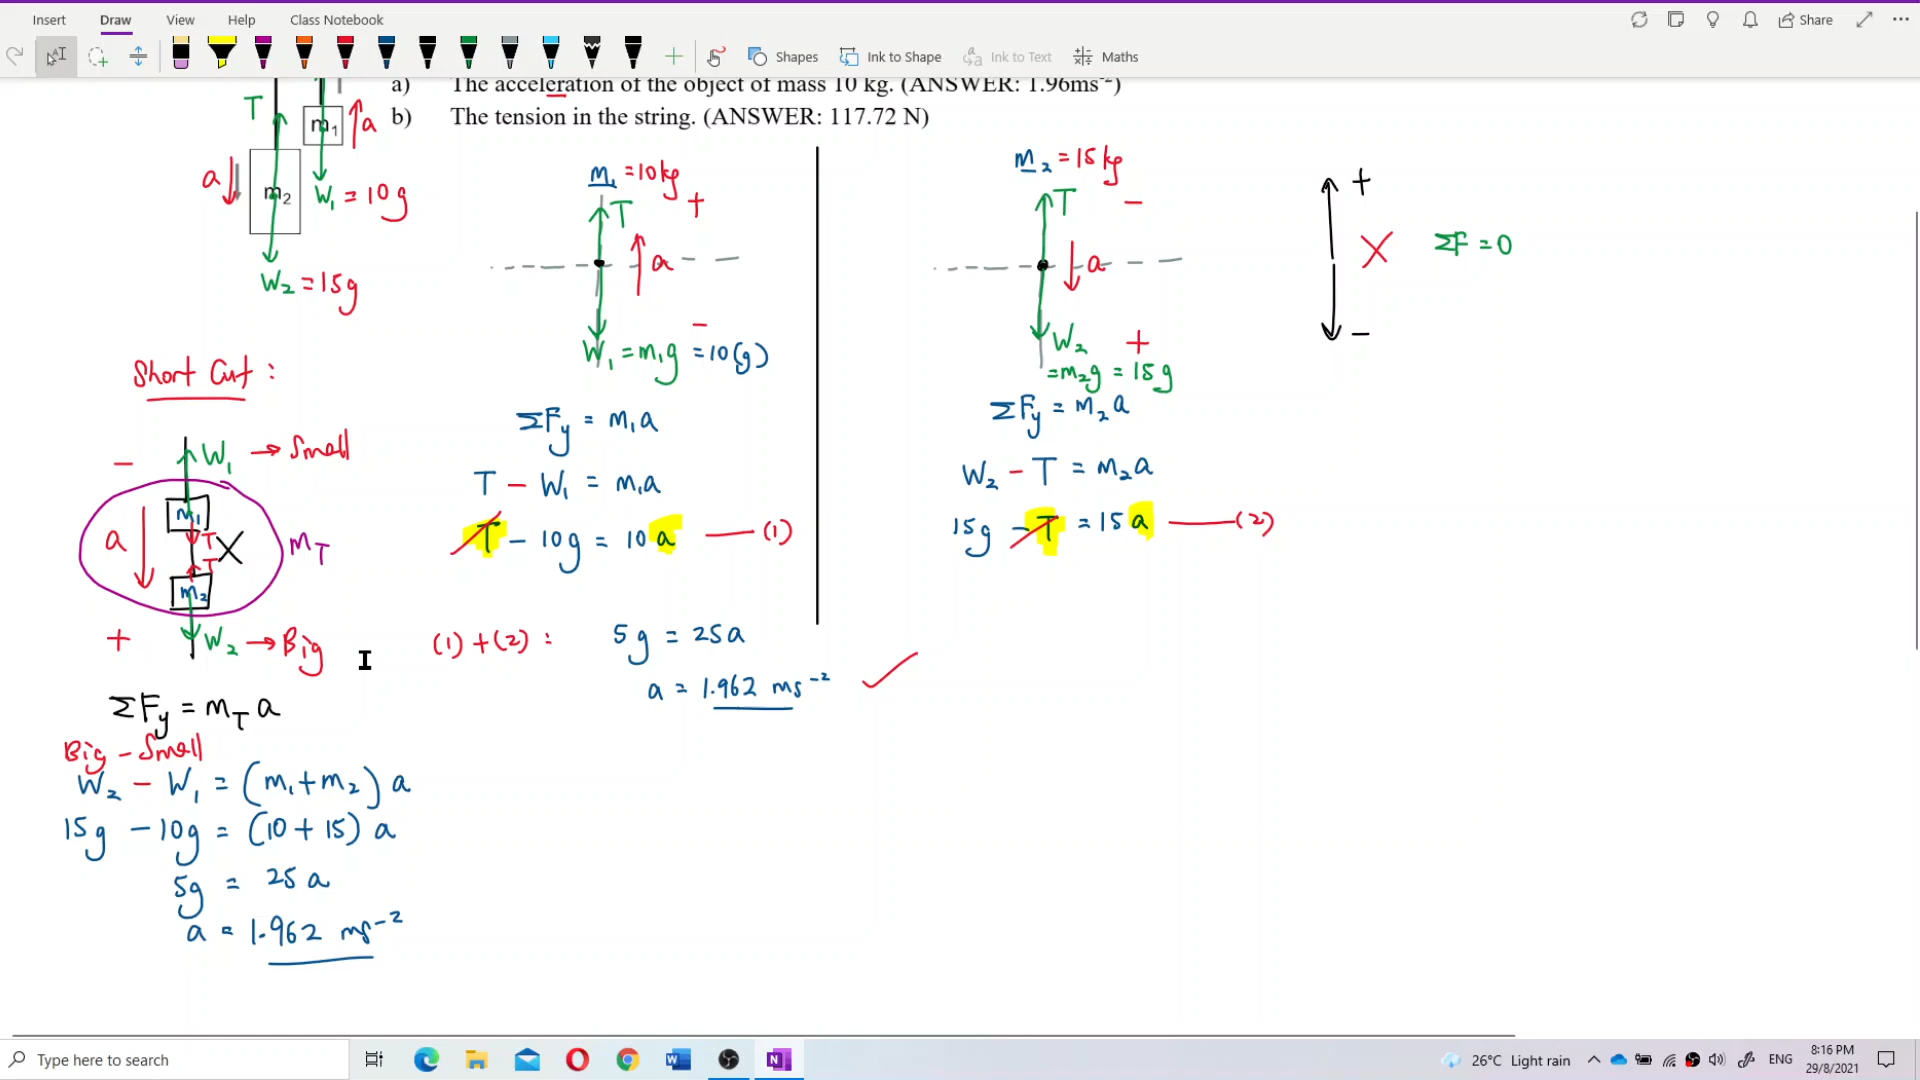 Insert Draw View Help Class Notebook Share
Shapes Ink to Shape Ink to Text Maths
a) The acceleration of the object of mass 10 kg. (ANSWER: 1.96ms⁻²)
b) The tension in the string. (ANSWER: 117.72 N)
T
m₁ a
a m₂ W₁ = 10g
W₂ = 15g
m₁ = 10kg
T +
a
−
W₁ = m₁g = 10(g)
ΣFy = m₁a
T − W₁ = m₁a
T − 10g = 10a —— (1)
m₂ = 15kg
T −
a
W₂ +
= m₂g = 15g
ΣFy = m₂a
W₂ − T = m₂a
15g − T = 15a —— (2)
+
X ΣF = 0
−
(1) + (2) : 5g = 25a
a = 1.962 ms⁻²
Short Cut :
− W₁ → Small
m₁
a T X mT
T
m₂
+ W₂ → Big
ΣFy = mT a
Big − Small
W₂ − W₁ = (m₁ + m₂) a
15g − 10g = (10 + 15) a
5g = 25a
a = 1.962 ms⁻²
Type here to search
26°C Light rain ENG 8:16 PM
29/8/2021